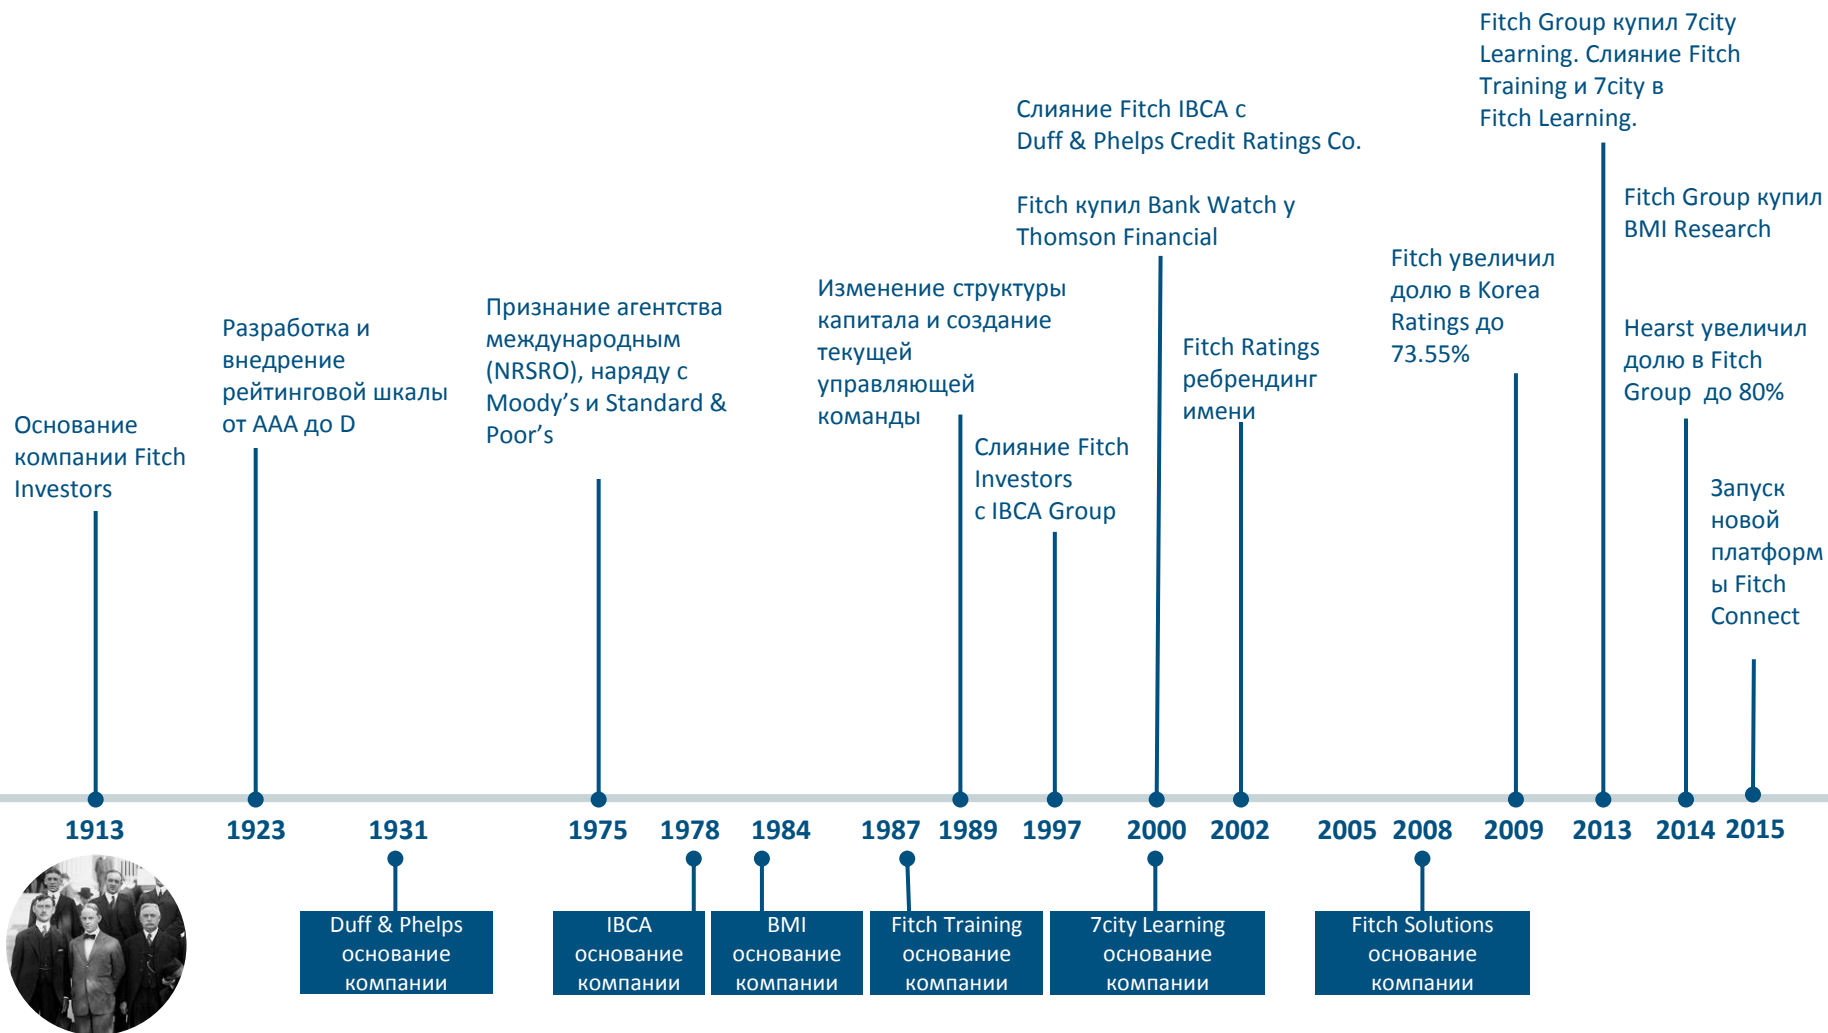 Основание
компании Fitch
Investors
Разработка и
внедрение
рейтинговой шкалы
от AAA до D
Признание агентства
международным
(NRSRO), наряду с
Moody’s и Standard &
Poor’s
Изменение структуры
капитала и создание
текущей
управляющей
команды
Слияние Fitch
Investors
с IBCA Group
Слияние Fitch IBCA с
Duff & Phelps Credit Ratings Co.
Fitch купил Bank Watch у
Thomson Financial
Fitch Ratings
ребрендинг
имени
Fitch увеличил
долю в Korea
Ratings до
73.55%
Fitch Group купил 7city
Learning. Слияние Fitch
Training и 7city в
Fitch Learning.
Fitch Group купил
BMI Research
Hearst увеличил
долю в Fitch
Group до 80%
Запуск
новой
платформ
ы Fitch
Connect
1913 1923 1931 1975 1978 1984 1987 1989 1997 2000 2002 2005 2008 2009 2013 2014 2015
Duff & Phelps
основание
компании
IBCA
основание
компании
BMI
основание
компании
Fitch Training
основание
компании
7city Learning
основание
компании
Fitch Solutions
основание
компании